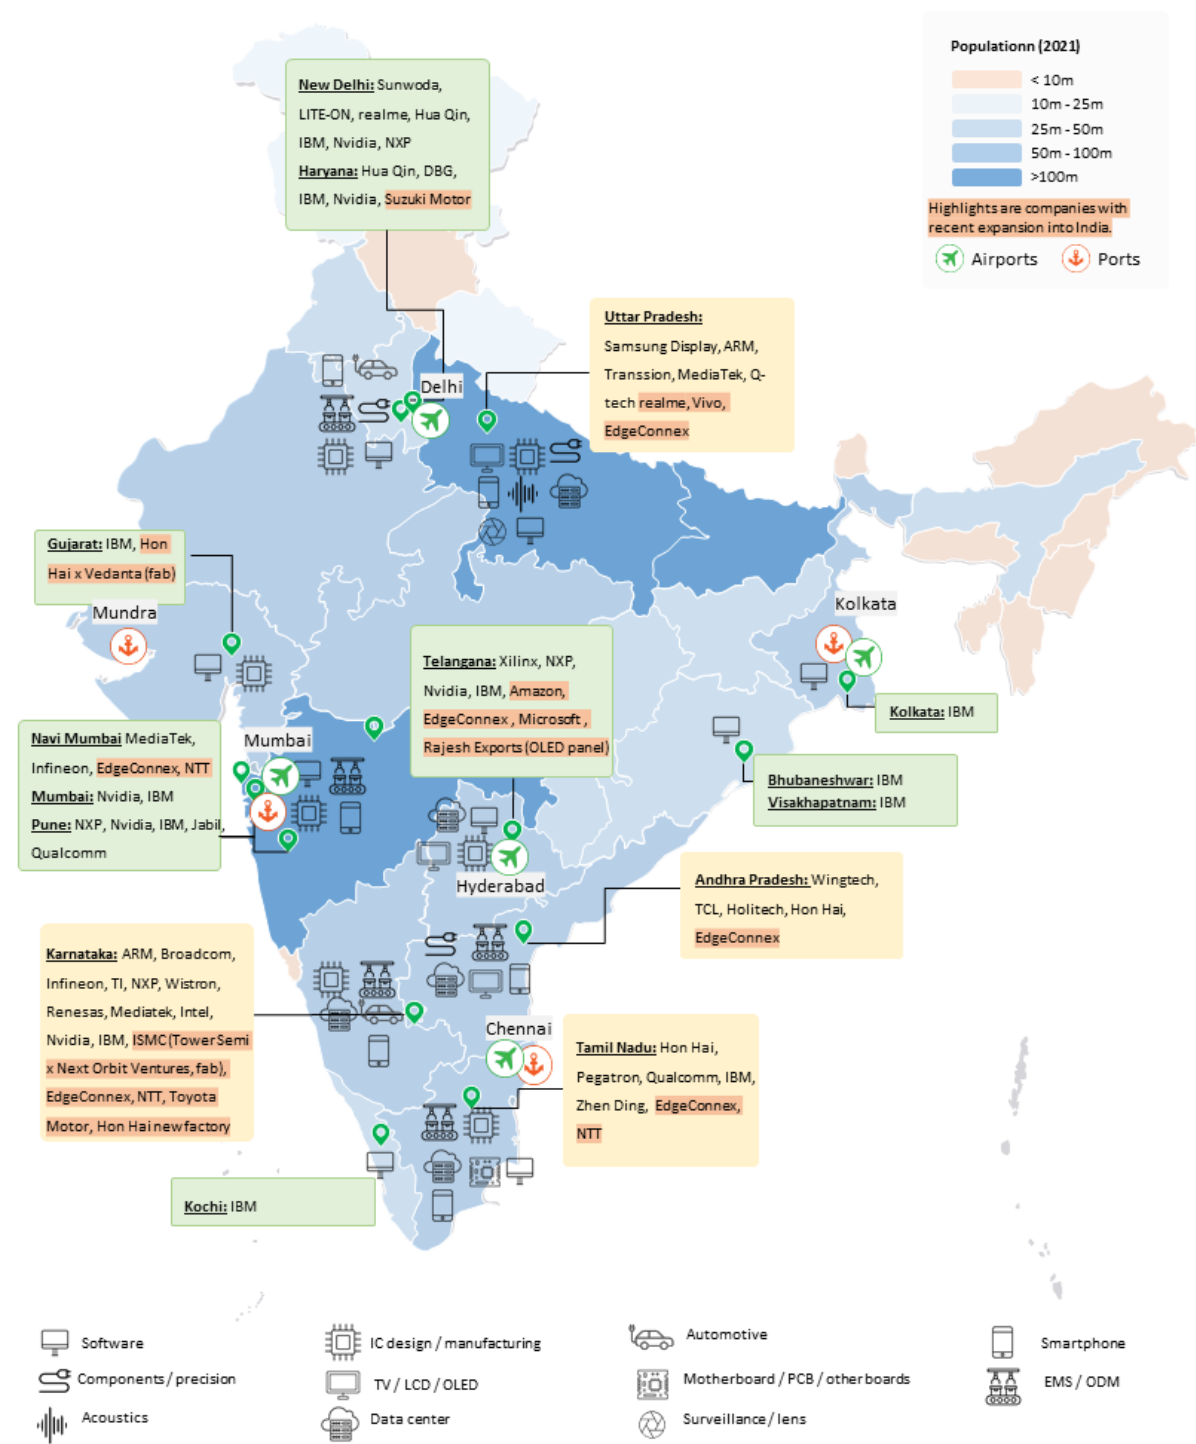 Populationn (2021)
< 10m
10m - 25m
25m - 50m
50m - 100m
>100m
Highlights are companies with
recent expansion into India.
Airports
Ports
New Delhi: Sunwoda,
LITE-ON, realme, Hua Qin,
IBM, Nvidia, NXP
Haryana: Hua Qin, DBG,
IBM, Nvidia, Suzuki Motor
Uttar Pradesh:
Samsung Display, ARM,
Transsion, MediaTek, Q-
tech realme, Vivo,
EdgeConnex
Delhi
Gujarat: IBM, Hon
Hai x Vedanta (fab)
Mundra
Kolkata
Telangana: Xilinx, NXP,
Nvidia, IBM, Amazon,
EdgeConnex , Microsoft ,
Rajesh Exports (OLED panel)
Kolkata: IBM
Navi Mumbai MediaTek,
Infineon, EdgeConnex, NTT
Mumbai: Nvidia, IBM
Pune: NXP, Nvidia, IBM, Jabil,
Qualcomm
Mumbai
Bhubaneshwar: IBM
Visakhapatnam: IBM
Hyderabad
Andhra Pradesh: Wingtech,
TCL, Holitech, Hon Hai,
EdgeConnex
Karnataka: ARM, Broadcom,
Infineon, TI, NXP, Wistron,
Renesas, Mediatek, Intel,
Nvidia, IBM, ISMC (Tower Semi
x Next Orbit Ventures, fab),
EdgeConnex, NTT, Toyota
Motor, Hon Hai new factory
Chennai
Tamil Nadu: Hon Hai,
Pegatron, Qualcomm, IBM,
Zhen Ding, EdgeConnex,
NTT
Kochi: IBM
Software
IC design / manufacturing
Automotive
Smartphone
Components / precision
TV / LCD / OLED
Motherboard / PCB / other boards
EMS / ODM
Acoustics
Data center
Surveillance / lens